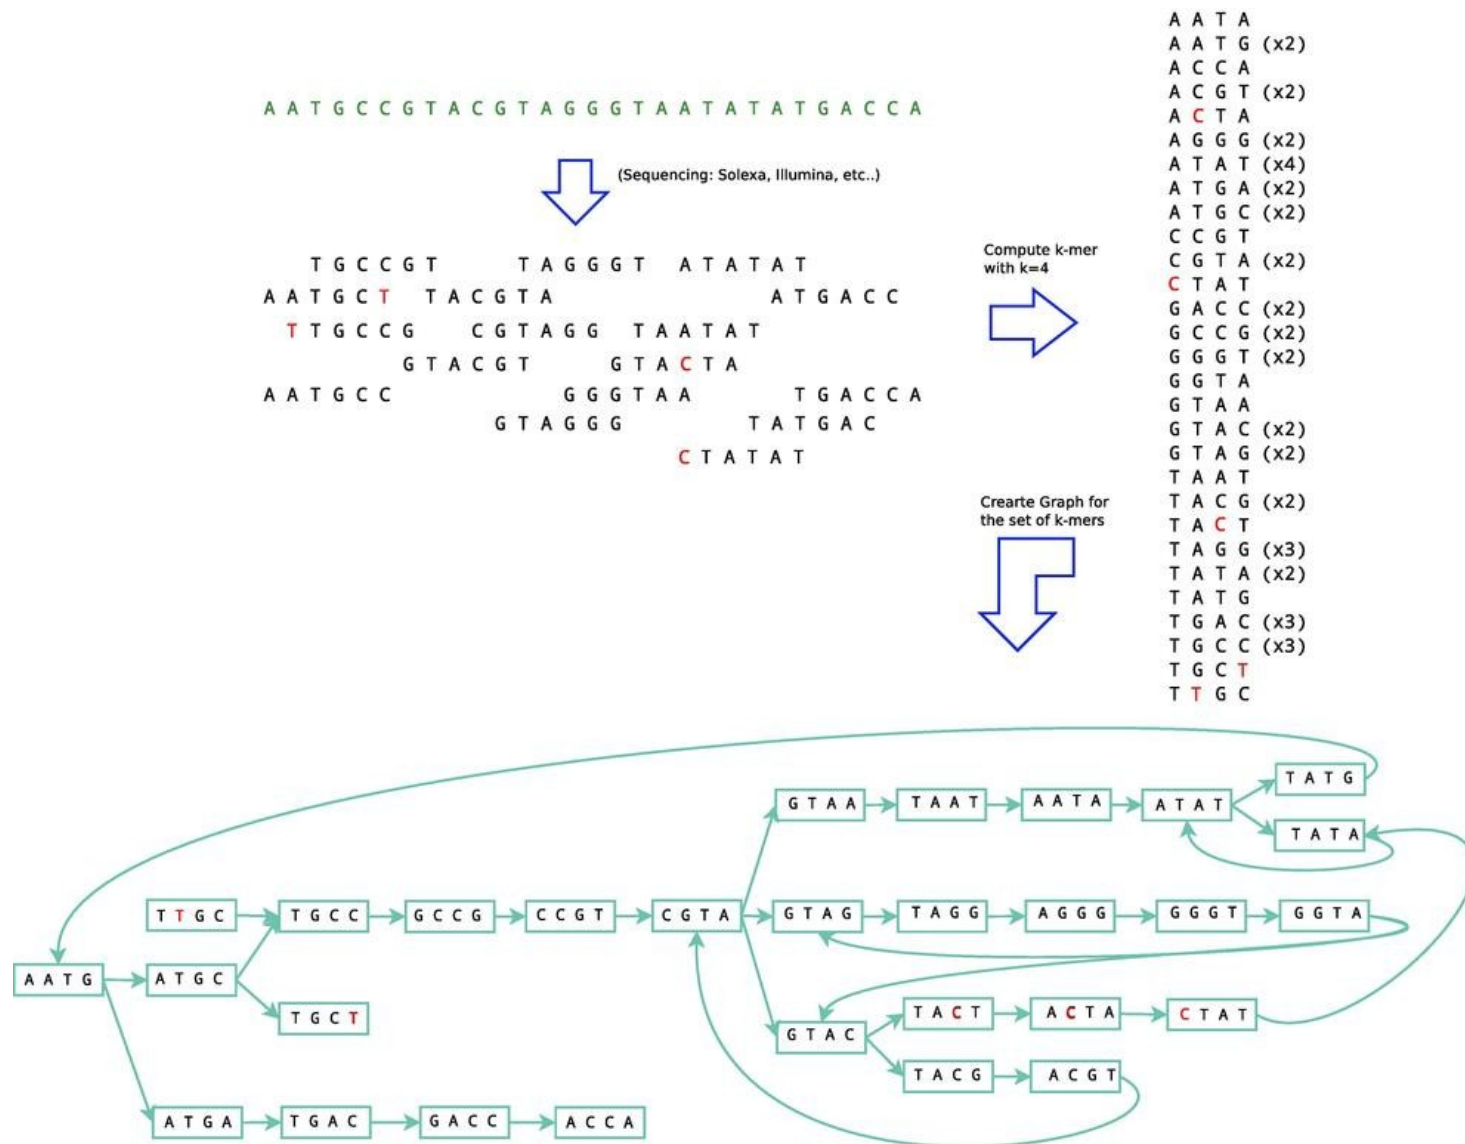 A A T G C C G T A C G T A G G G T A A T A T A T G A C C A
(Sequencing: Solexa, Illumina, etc..)
T G C C G T T A G G G T A T A T A T
A A T G C T T A C G T A A T G A C C
T T G C C G C G T A G G T A A T A T
G T A C G T G T A C T A
A A T G C C G G G T A A T G A C C A
G T A G G G T A T G A C
C T A T A T
Compute k-mer
with k=4
A A T A
A A T G (x2)
A C C A
A C G T (x2)
A C T A
A G G G (x2)
A T A T (x4)
A T G A (x2)
A T G C (x2)
C C G T
C G T A (x2)
C T A T
G A C C (x2)
G C C G (x2)
G G G T (x2)
G G T A
G T A A
G T A C (x2)
G T A G (x2)
T A A T
T A C G (x2)
T A C T
T A G G (x3)
T A T A (x2)
T A T G
T G A C (x3)
T G C C (x3)
T G C T
T T G C
Crearte Graph for
the set of k-mers
T A T G
G T A A T A A T A A T A A T A T
T A T A
T T G C T G C C G C C G C C G T C G T A G T A G T A G G A G G G G G G T G G T A
A A T G A T G C
T G C T T A C T A C T A C T A T
G T A C
T A C G A C G T
A T G A T G A C G A C C A C C A